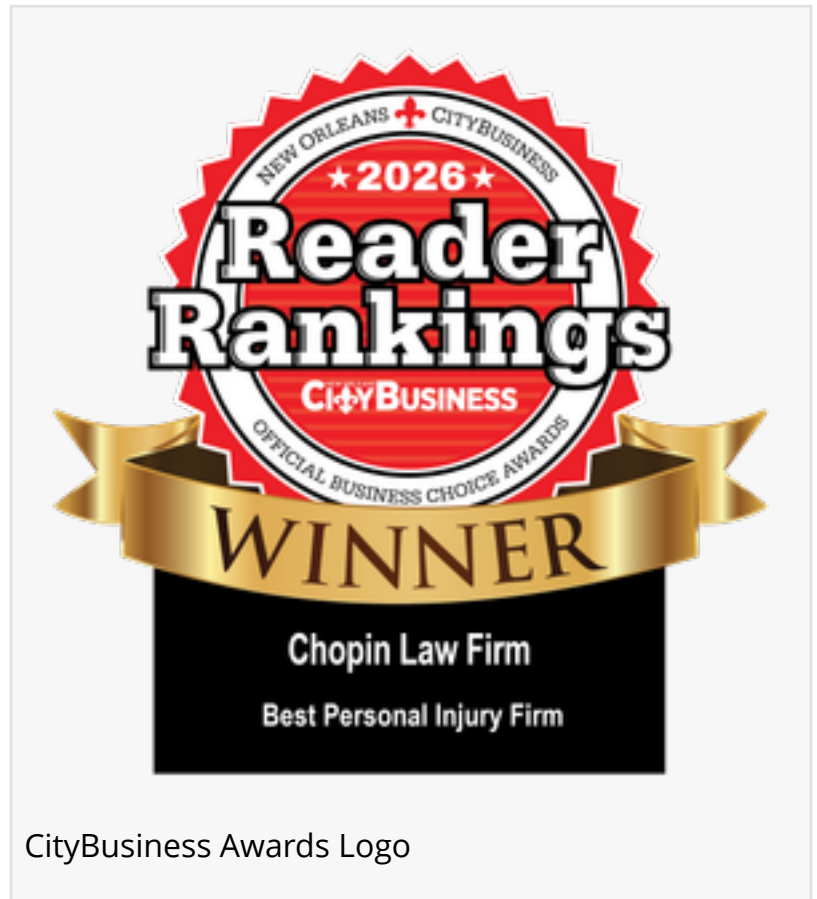 NEW ORLEANS CITYBUSINESS
2026
Reader
Rankings
CITYBUSINESS
OFFICIAL BUSINESS CHOICE AWARDS
WINNER
Chopin Law Firm
Best Personal Injury Firm
CityBusiness Awards Logo